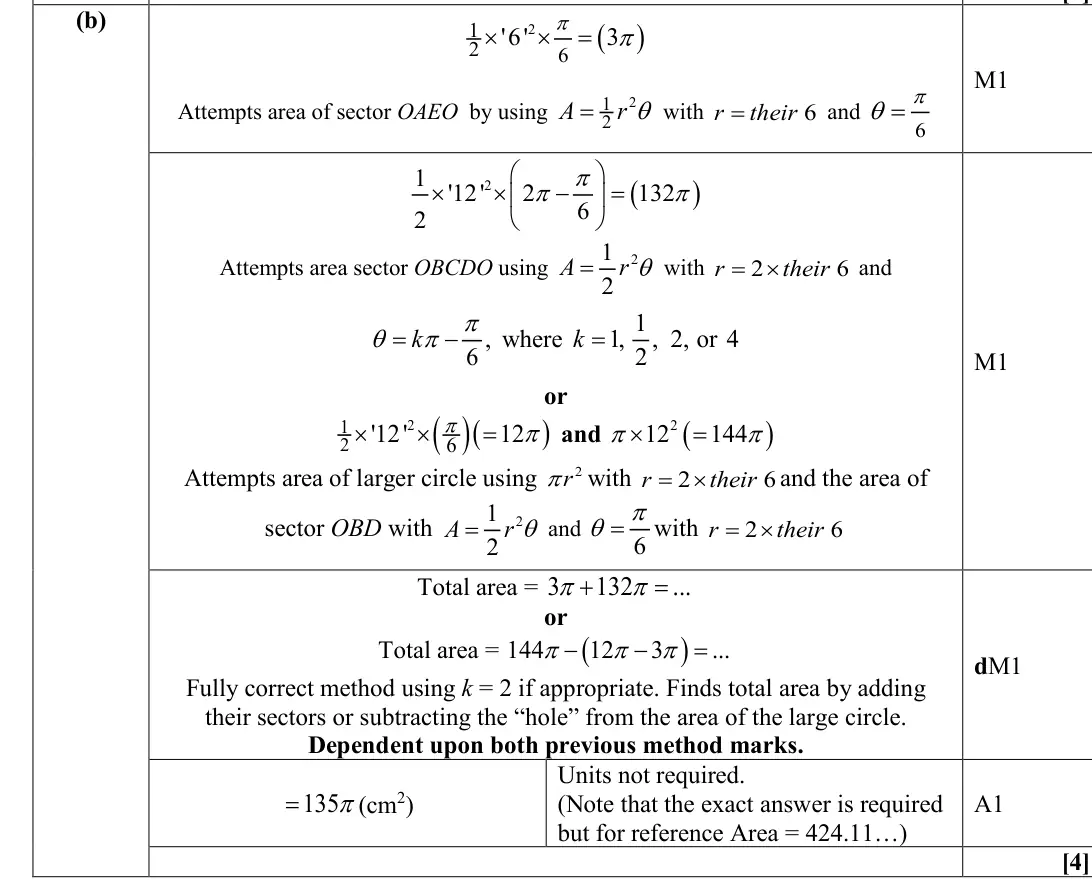 (b)
½ × '6'² × π/6 = (3π)
Attempts area of sector OAEO by using A = ½r²θ with r = their 6 and θ = π/6
M1
1/2 × '12'² × (2π − π/6) = (132π)
Attempts area sector OBCDO using A = 1/2 r²θ with r = 2 × their 6 and
θ = kπ − π/6, where k = 1, 1/2, 2, or 4
or
½ × '12'² × (π/6)(= 12π) and π × 12² (= 144π)
Attempts area of larger circle using πr² with r = 2 × their 6 and the area of
sector OBD with A = 1/2 r²θ and θ = π/6 with r = 2 × their 6
M1
Total area = 3π + 132π = ...
or
Total area = 144π − (12π − 3π) = ...
Fully correct method using k = 2 if appropriate. Finds total area by adding
their sectors or subtracting the “hole” from the area of the large circle.
Dependent upon both previous method marks.
dM1
= 135π (cm²)
Units not required.
(Note that the exact answer is required
but for reference Area = 424.11…)
A1
[4]